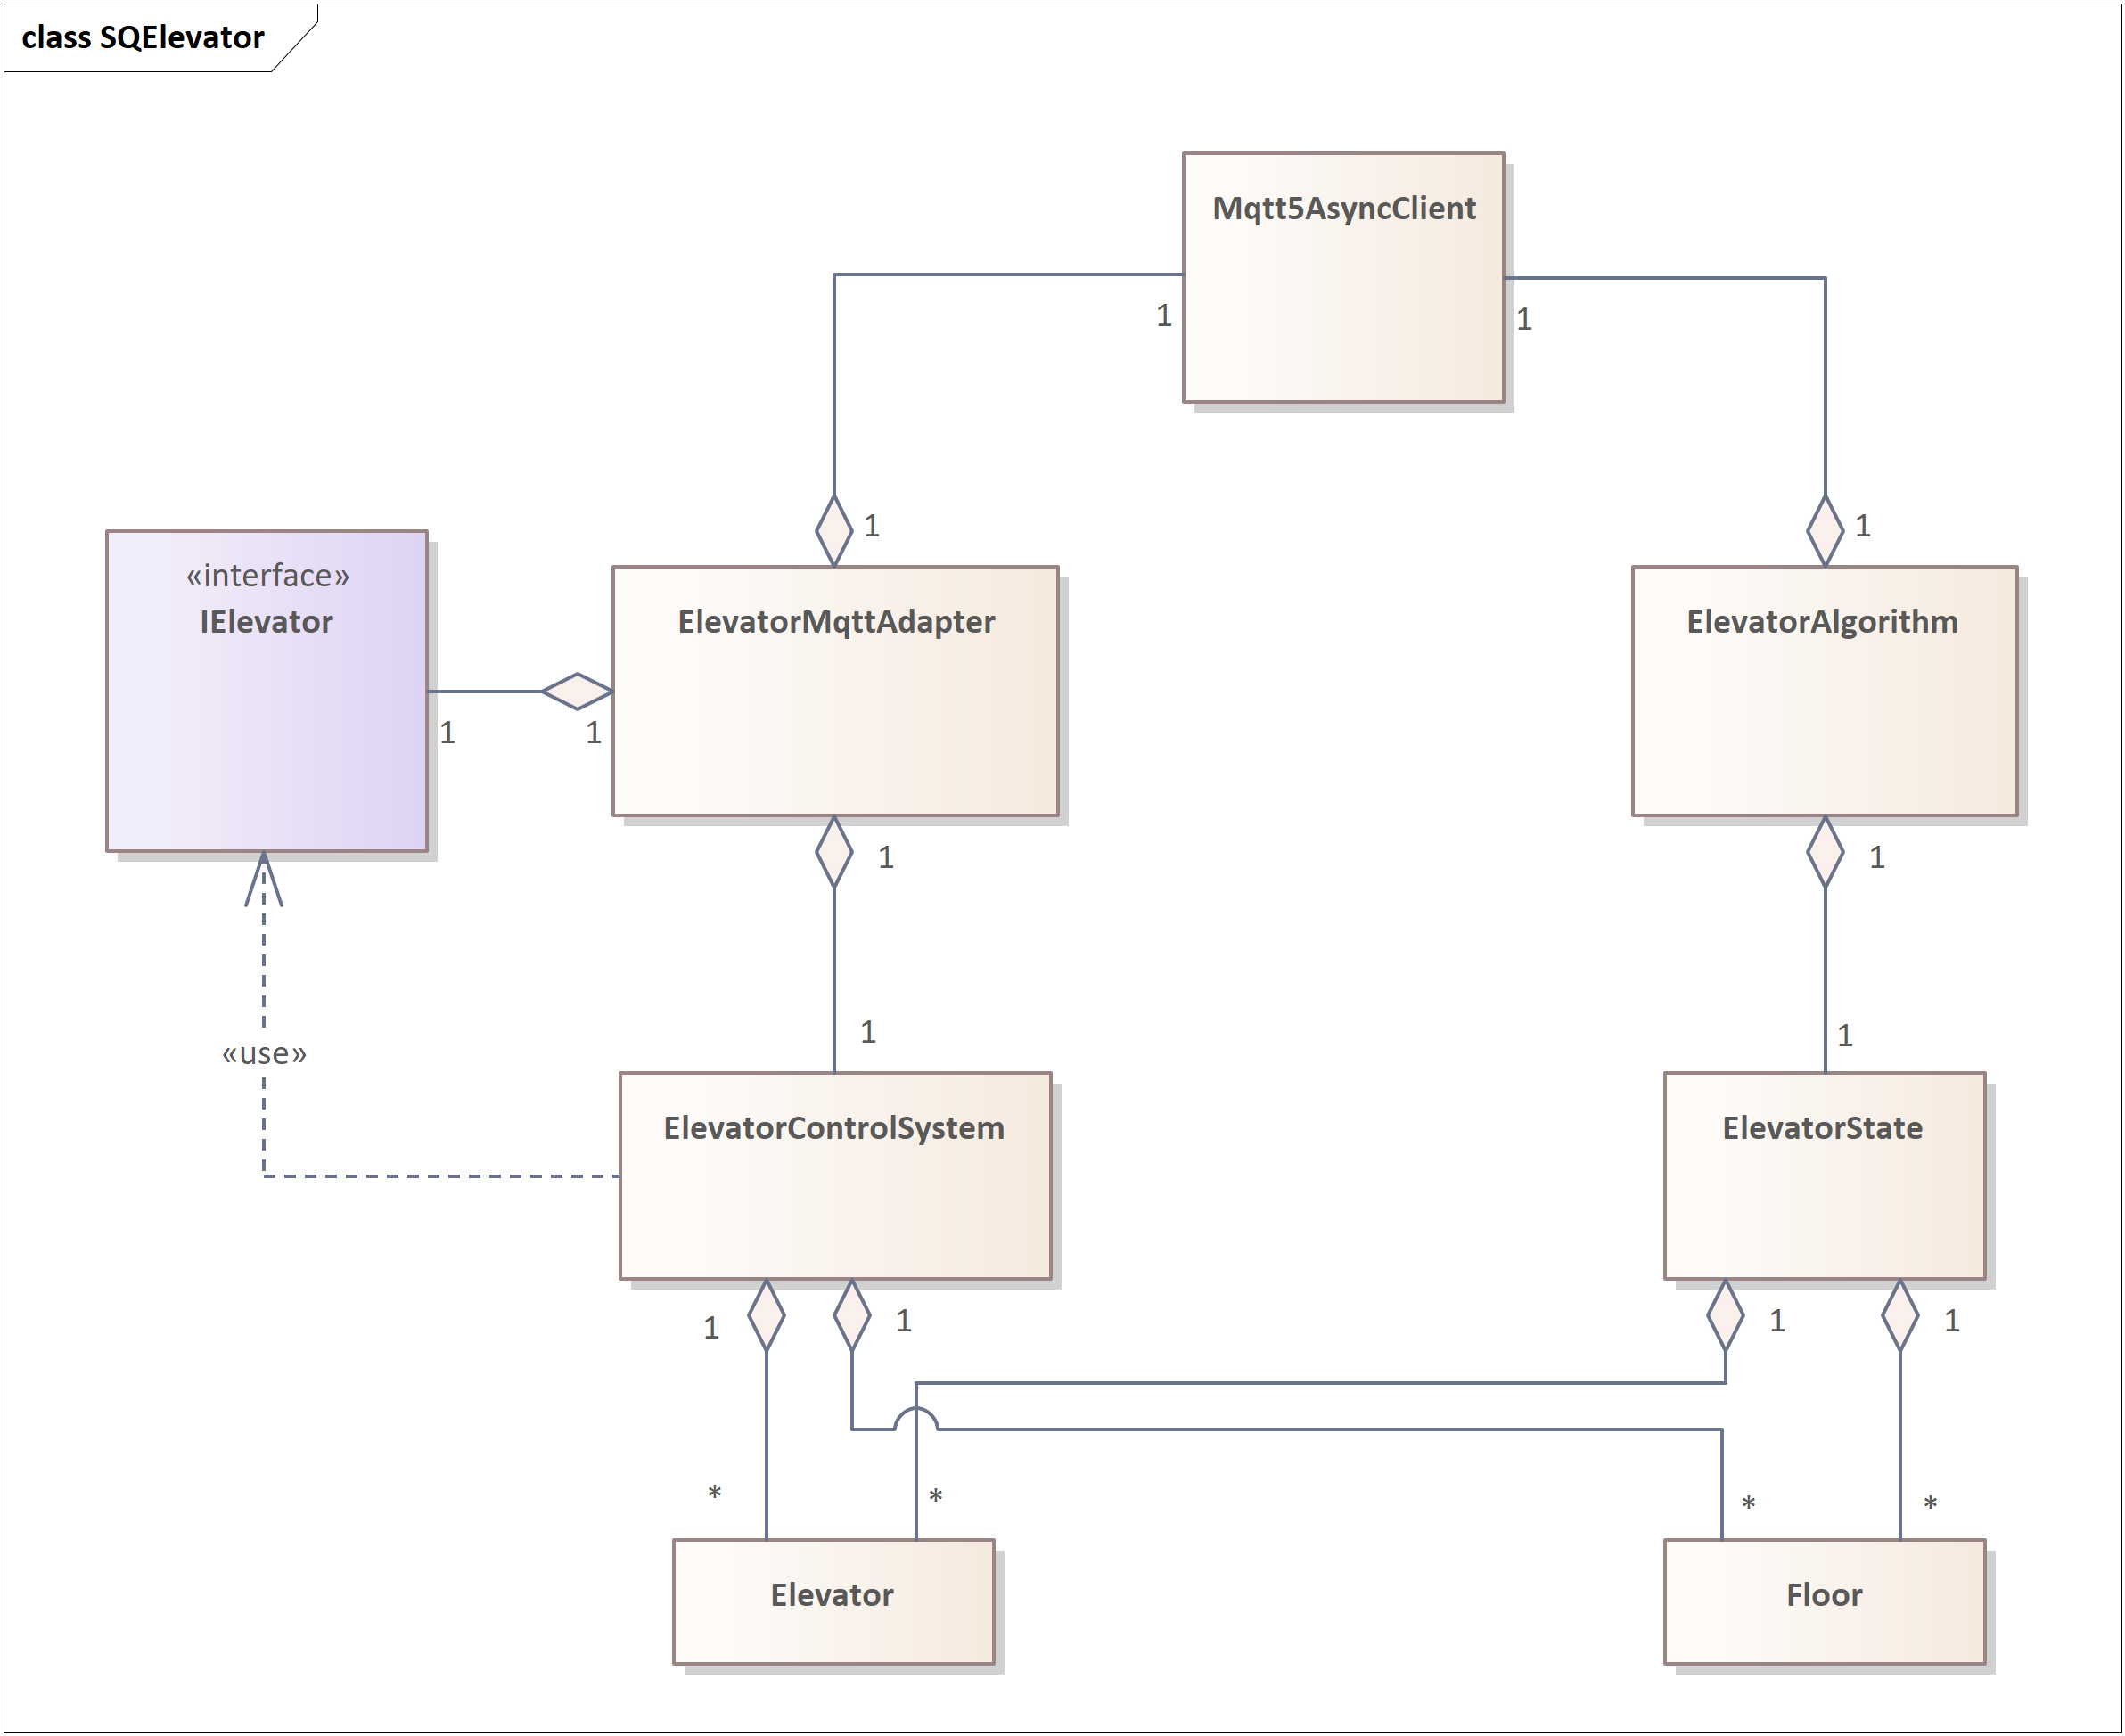 class SQElevator
Mqtt5AsyncClient
1
1
1
1
«interface»
IElevator
ElevatorMqttAdapter
ElevatorAlgorithm
1
1
1
1
«use»
1
1
ElevatorControlSystem
ElevatorState
1
1
1
1
*
*
*
*
Elevator
Floor